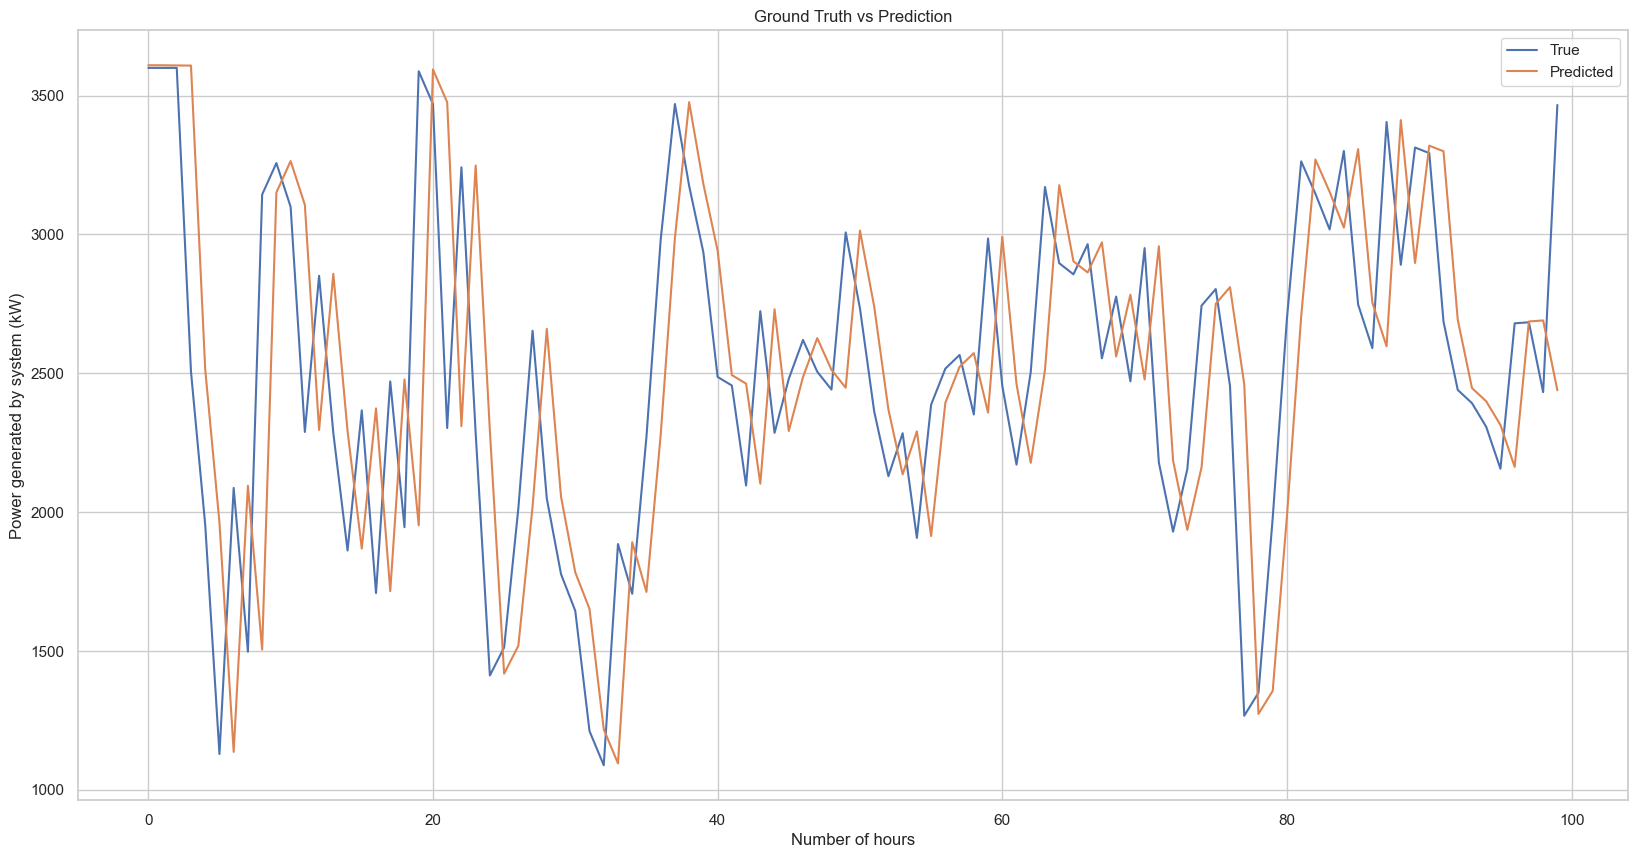 Ground Truth vs Prediction
True
Predicted
Power generated by system (kW)
3500
3000
2500
2000
1500
1000
0 20 40 60 80 100
Number of hours